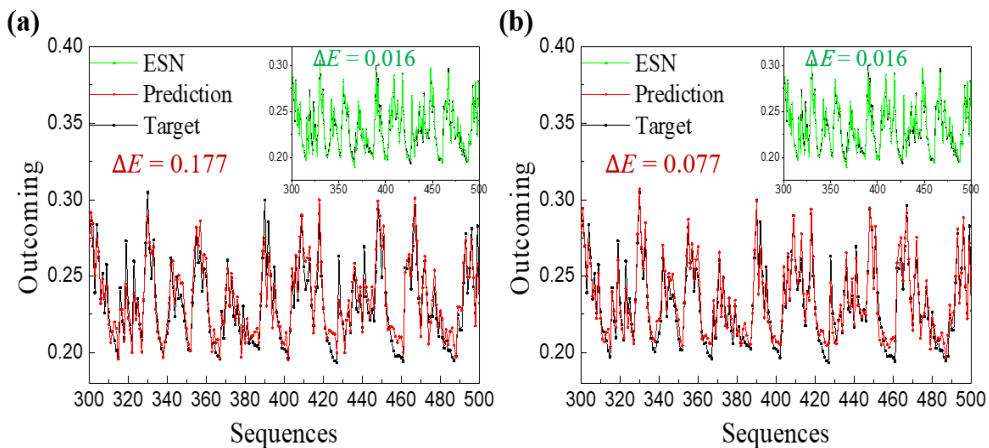 (a)
0.40
0.35
0.30
0.25
0.20
Outcoming
ESN
Prediction
Target
ΔE = 0.177
ΔE = 0.016
0.30
0.25
0.20
300 350 400 450 500
300 320 340 360 380 400 420 440 460 480 500
Sequences
(b)
0.40
0.35
0.30
0.25
0.20
Outcoming
ESN
Prediction
Target
ΔE = 0.077
ΔE = 0.016
0.30
0.25
0.20
300 350 400 450 500
300 320 340 360 380 400 420 440 460 480 500
Sequences